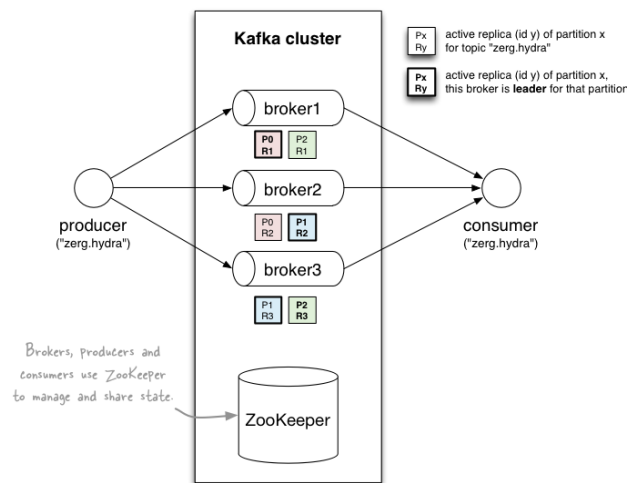 Kafka cluster
Px
Ry
active replica (id y) of partition x
for topic "zerg.hydra"
Px
Ry
active replica (id y) of partition x,
this broker is leader for that partition
broker1
P0
R1
P2
R1
broker2
P0
R2
P1
R2
producer
("zerg.hydra")
consumer
("zerg.hydra")
broker3
P1
R3
P2
R3
Brokers, producers and
consumers use ZooKeeper
to manage and share state.
ZooKeeper